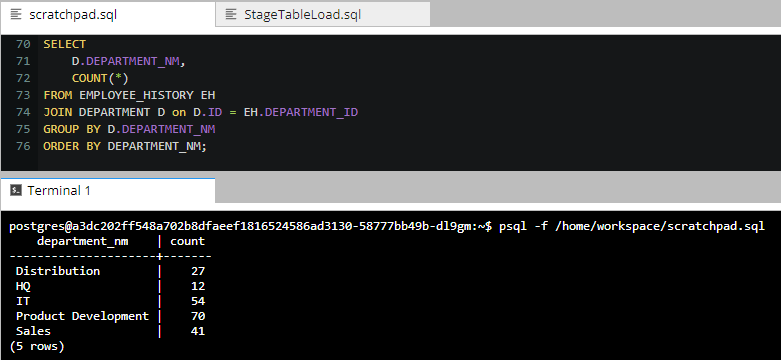 scratchpad.sql StageTableLoad.sql
70 SELECT
71 D.DEPARTMENT_NM,
72 COUNT(*)
73 FROM EMPLOYEE_HISTORY EH
74 JOIN DEPARTMENT D on D.ID = EH.DEPARTMENT_ID
75 GROUP BY D.DEPARTMENT_NM
76 ORDER BY DEPARTMENT_NM;
Terminal 1
postgres@a3dc202ff548a702b8dfaeef1816524586ad3130-58777bb49b-dl9gm:~$ psql -f /home/workspace/scratchpad.sql
department_nm | count
---------------------+-------
Distribution | 27
HQ | 12
IT | 54
Product Development | 70
Sales | 41
(5 rows)